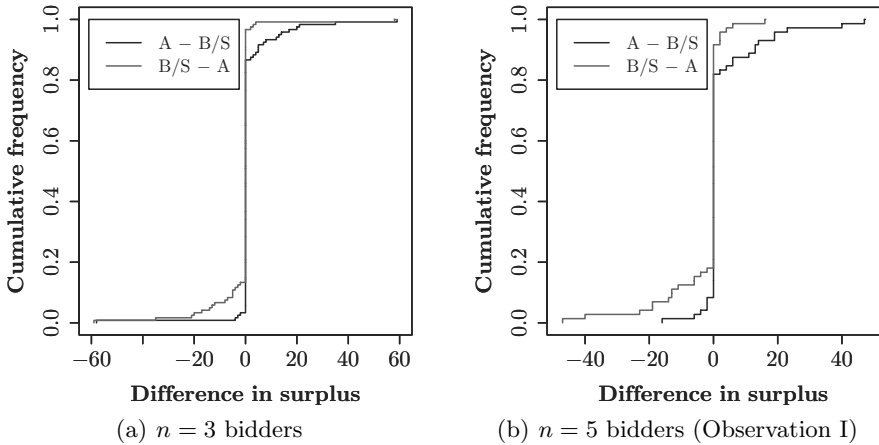 Cumulative frequency
0.0 0.2 0.4 0.6 0.8 1.0
A − B/S
B/S − A
−60 −20 0 20 40 60
Difference in surplus
(a) n = 3 bidders
Cumulative frequency
0.0 0.2 0.4 0.6 0.8 1.0
A − B/S
B/S − A
−40 −20 0 20 40
Difference in surplus
(b) n = 5 bidders (Observation I)